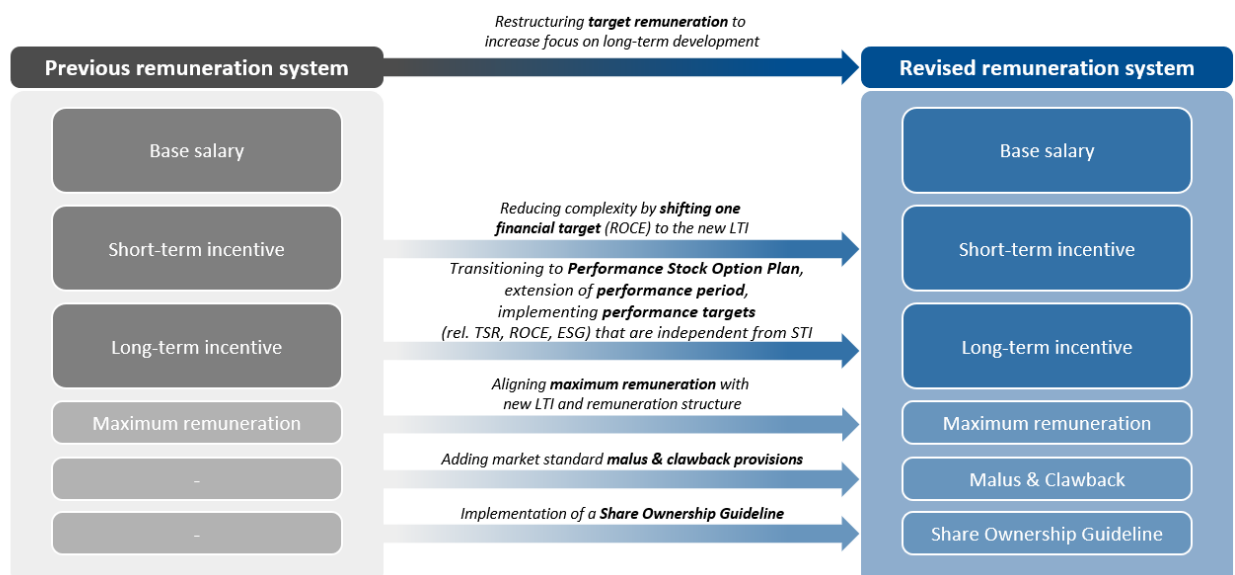 Restructuring target remuneration to
increase focus on long-term development
Previous remuneration system
Revised remuneration system
Base salary
Base salary
Reducing complexity by shifting one
financial target (ROCE) to the new LTI
Short-term incentive
Short-term incentive
Transitioning to Performance Stock Option Plan,
extension of performance period,
implementing performance targets
(rel. TSR, ROCE, ESG) that are independent from STI
Long-term incentive
Long-term incentive
Aligning maximum remuneration with
new LTI and remuneration structure
Maximum remuneration
Maximum remuneration
Adding market standard malus & clawback provisions
-
Malus & Clawback
Implementation of a Share Ownership Guideline
-
Share Ownership Guideline